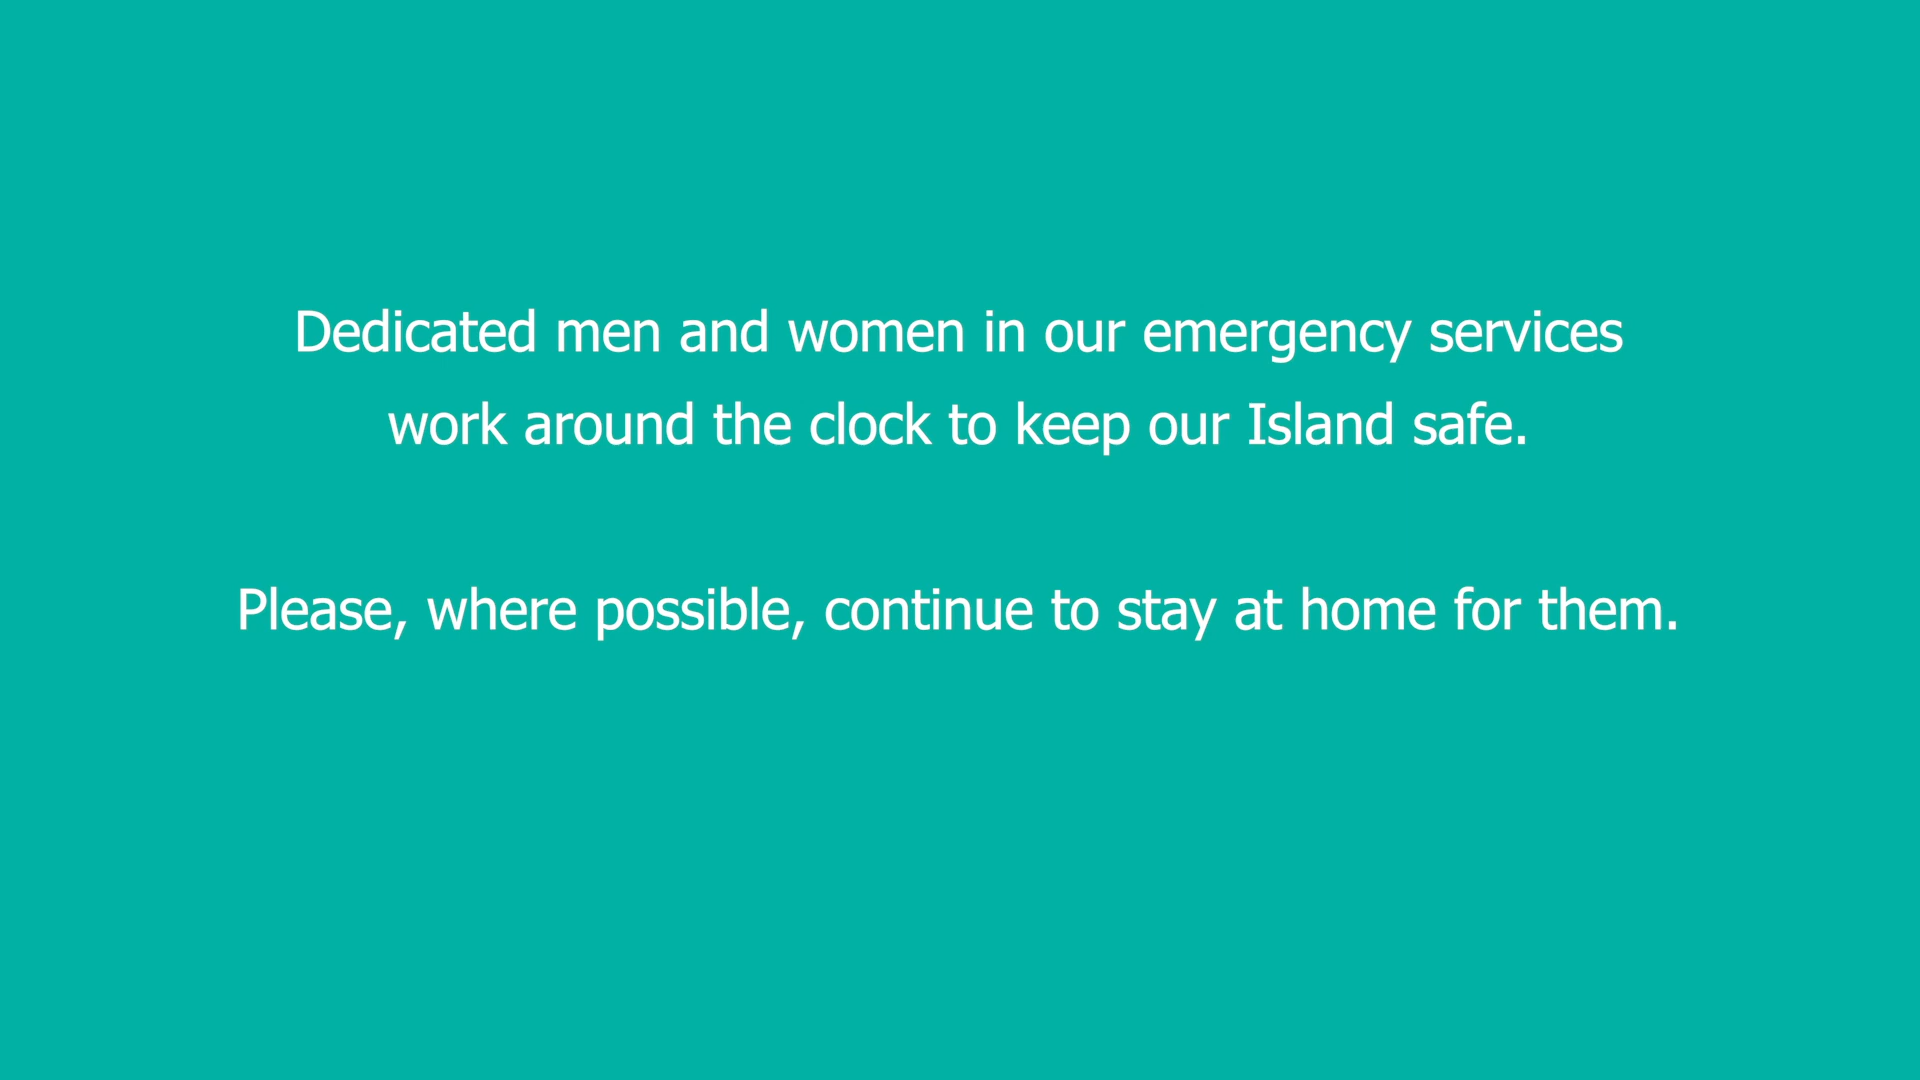 Dedicated men and women in our emergency services
work around the clock to keep our Island safe.
Please, where possible, continue to stay at home for them.